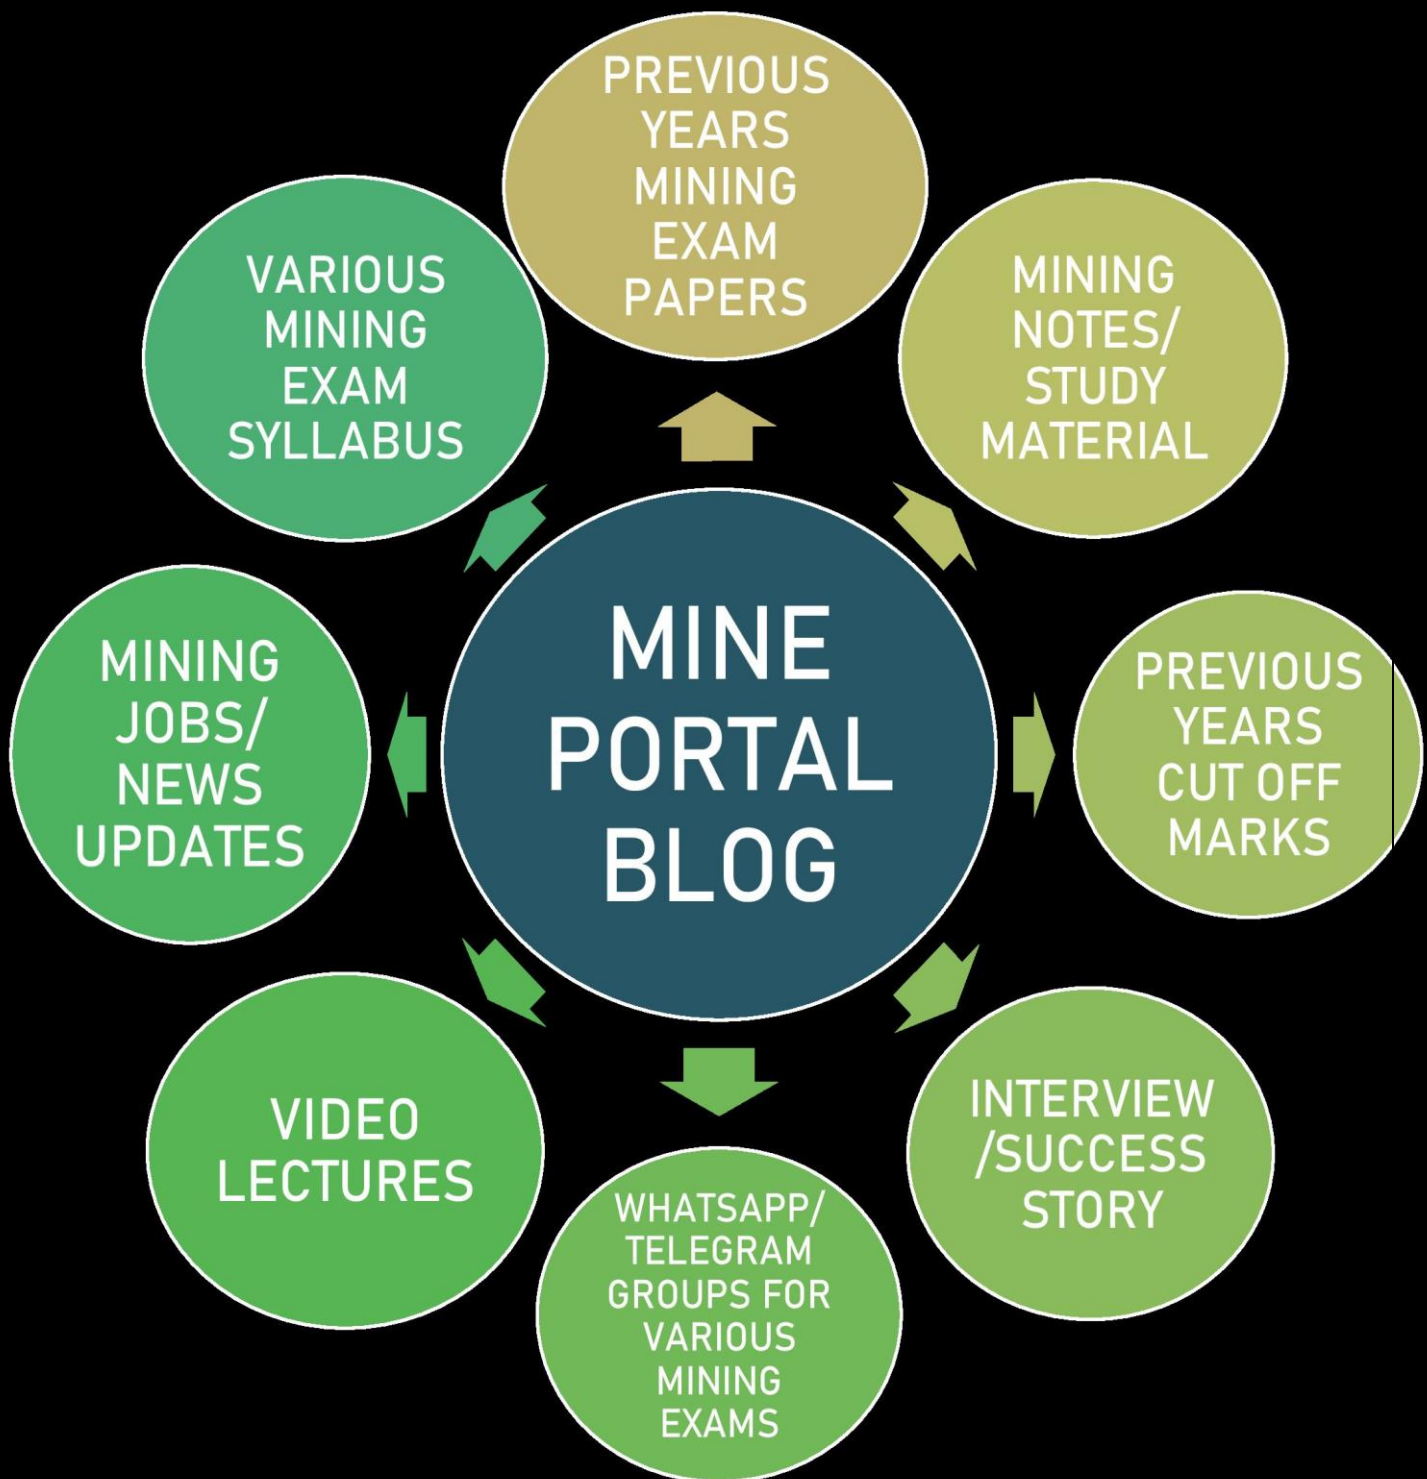 PREVIOUS
YEARS
MINING
EXAM
PAPERS
VARIOUS
MINING
EXAM
SYLLABUS
MINING
NOTES/
STUDY
MATERIAL
MINE
PORTAL
BLOG
MINING
JOBS/
NEWS
UPDATES
PREVIOUS
YEARS
CUT OFF
MARKS
VIDEO
LECTURES
INTERVIEW
/SUCCESS
STORY
WHATSAPP/
TELEGRAM
GROUPS FOR
VARIOUS
MINING
EXAMS